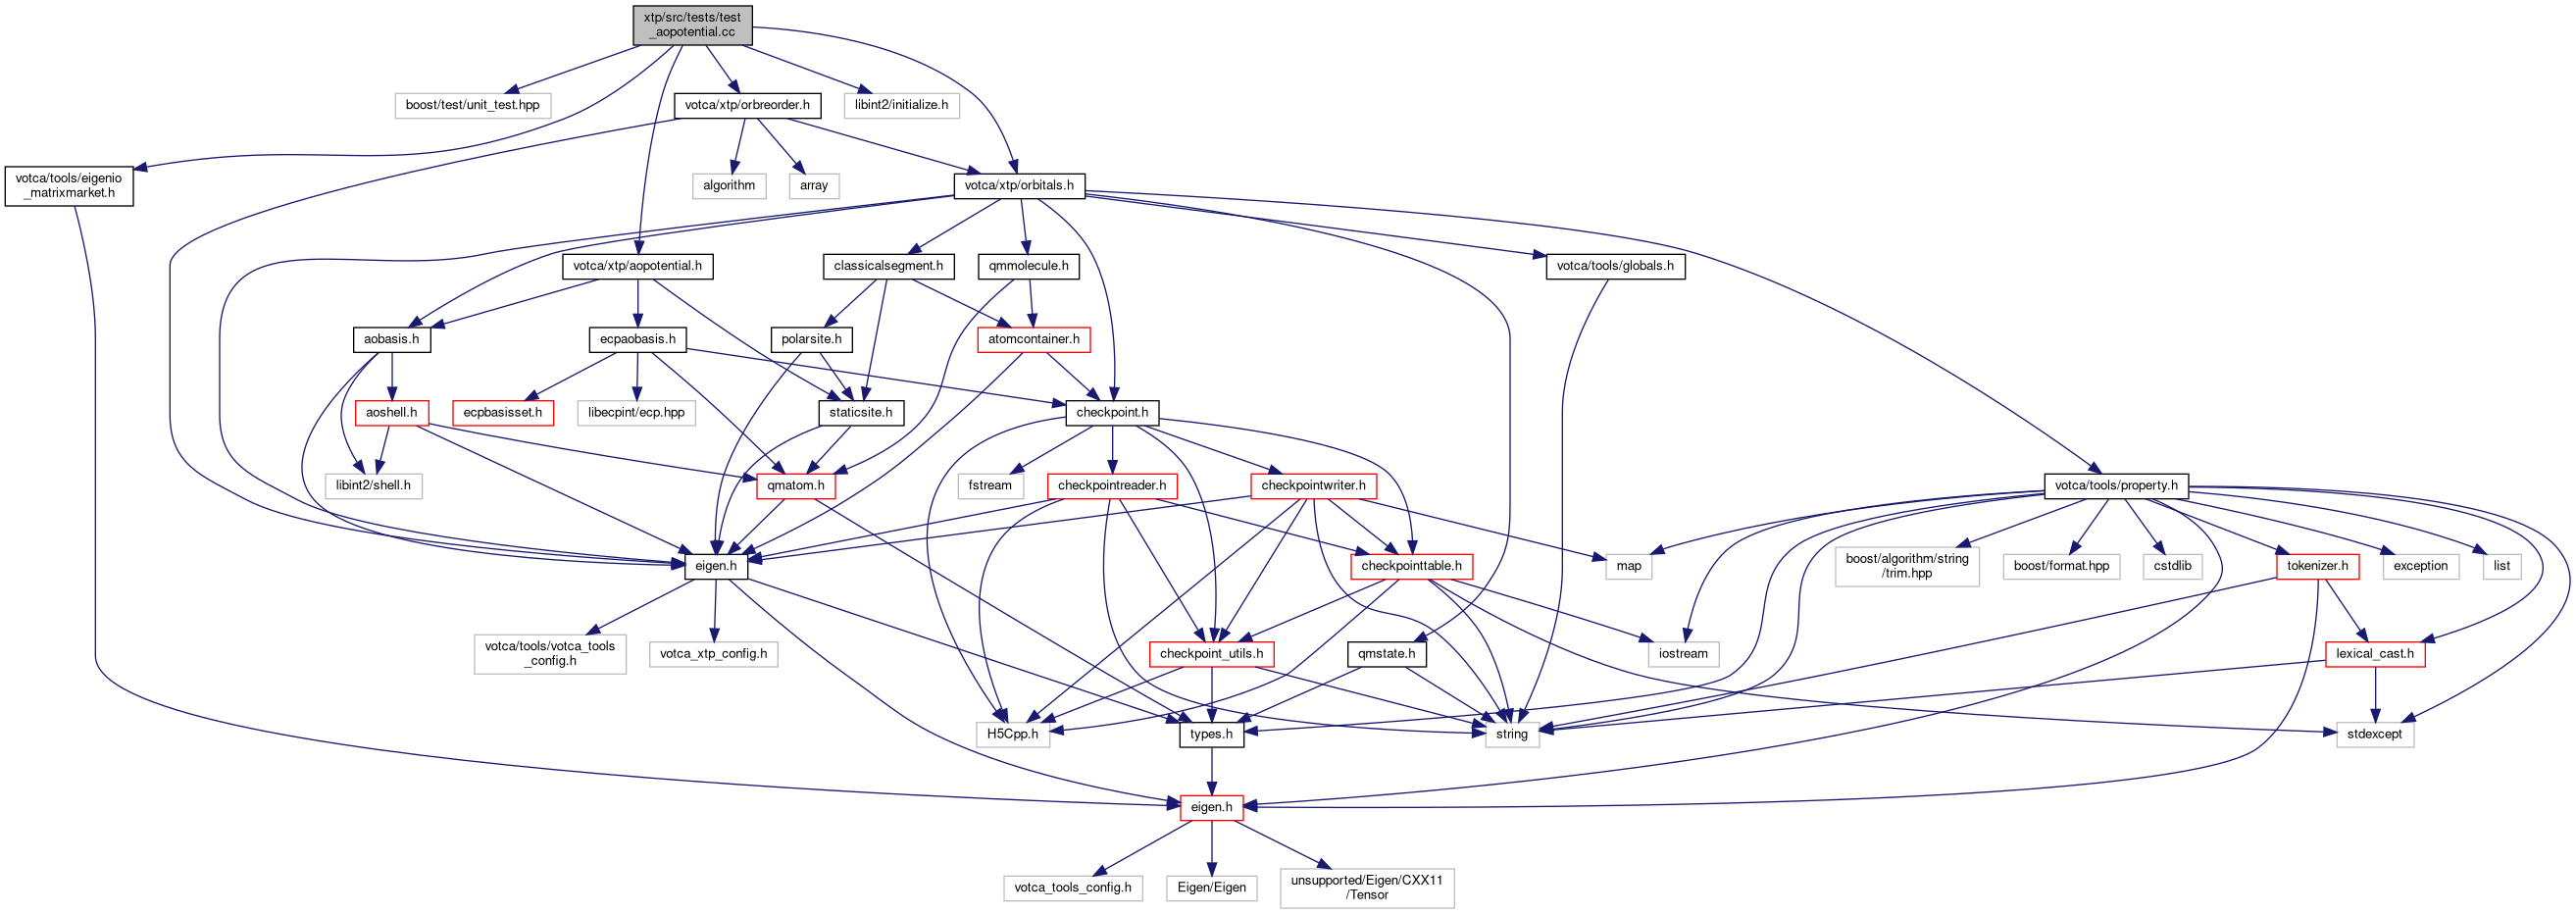 xtp/src/tests/test
_aopotential.cc
boost/test/unit_test.hpp
votca/xtp/orbreorder.h
libint2/initialize.h
votca/tools/eigenio
_matrixmarket.h
algorithm
array
votca/xtp/orbitals.h
votca/xtp/aopotential.h
classicalsegment.h
qmmolecule.h
votca/tools/globals.h
aobasis.h
ecpaobasis.h
polarsite.h
atomcontainer.h
aoshell.h
ecpbasisset.h
libecpint/ecp.hpp
staticsite.h
checkpoint.h
libint2/shell.h
qmatom.h
fstream
checkpointreader.h
checkpointwriter.h
votca/tools/property.h
eigen.h
checkpointtable.h
map
boost/algorithm/string
/trim.hpp
boost/format.hpp
cstdlib
tokenizer.h
exception
list
votca/tools/votca_tools
_config.h
votca_xtp_config.h
checkpoint_utils.h
qmstate.h
iostream
lexical_cast.h
H5Cpp.h
types.h
string
stdexcept
eigen.h
votca_tools_config.h
Eigen/Eigen
unsupported/Eigen/CXX11
/Tensor